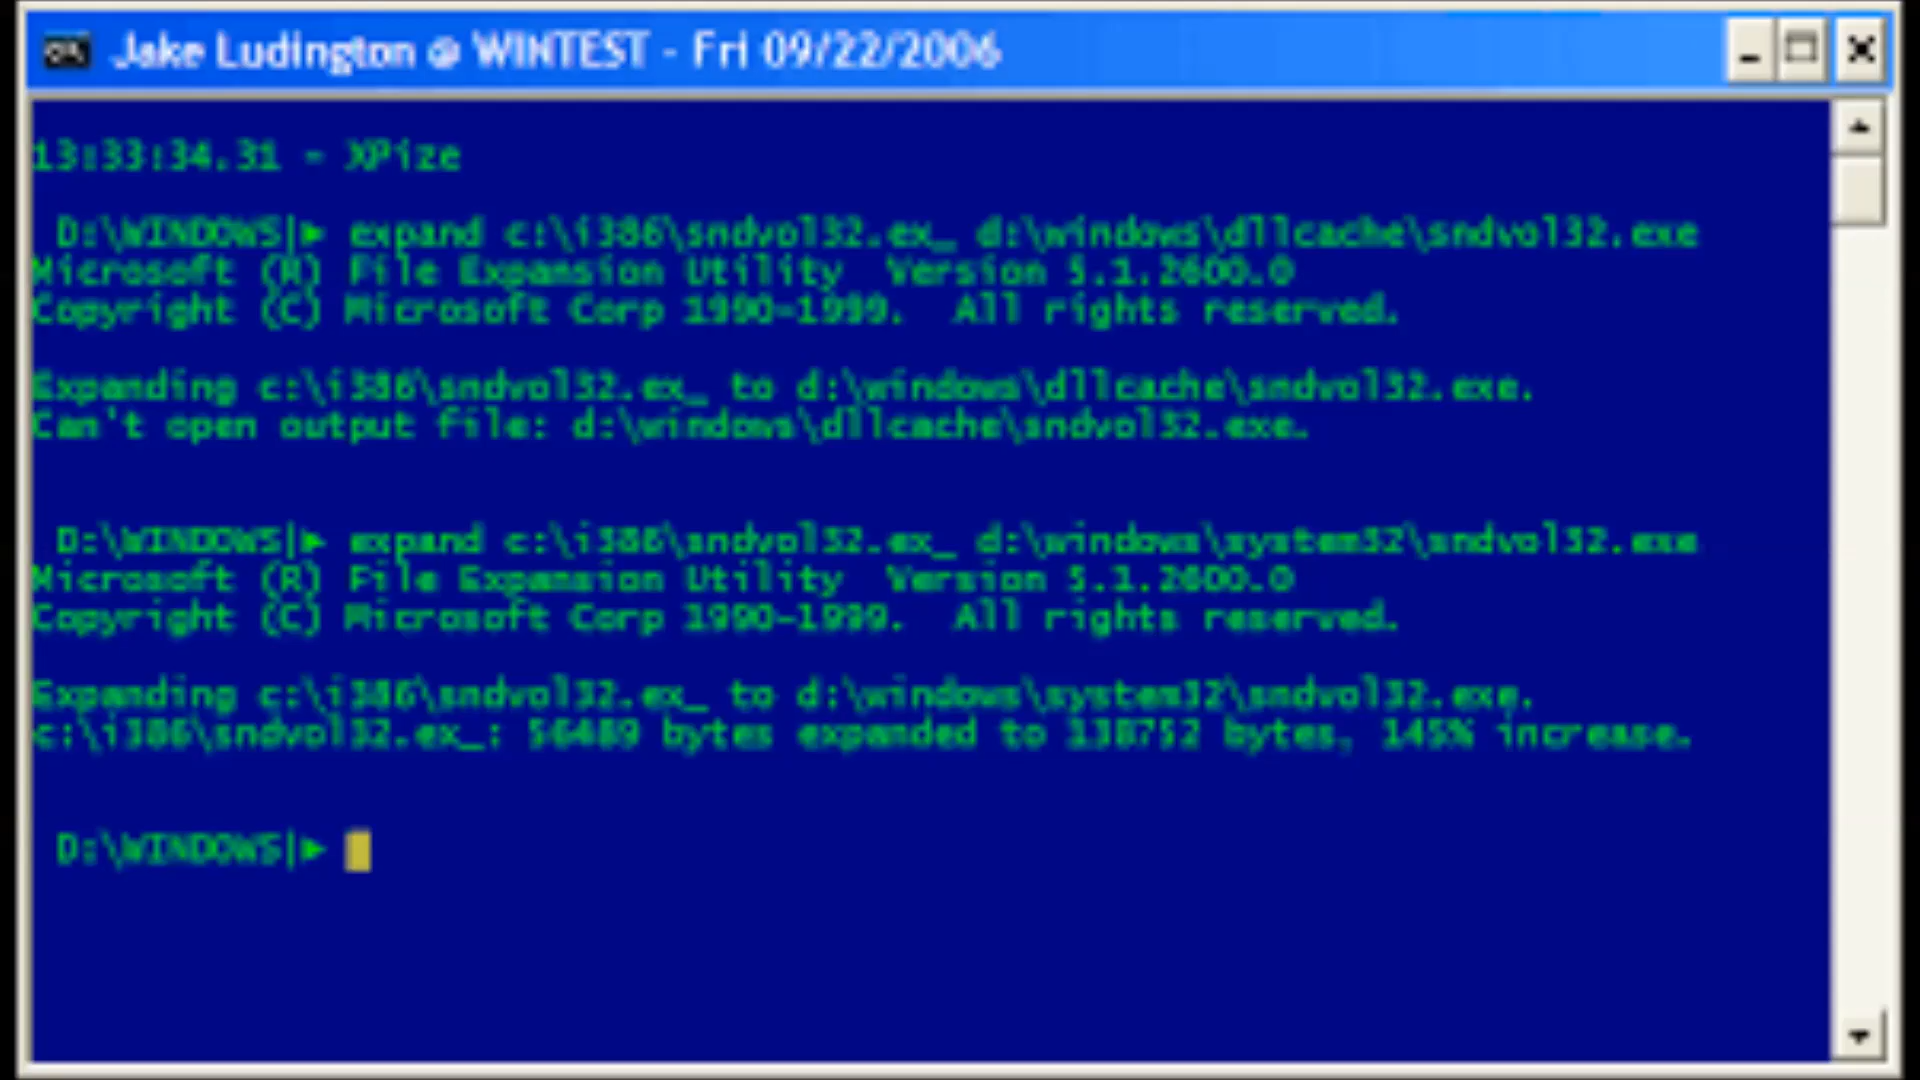 Jake Ludington @ WINTEST - Fri 09/22/2006
13:33:34.31 - XPize
D:\WINDOWS|► expand c:\i386\sndvol32.ex_ d:\windows\dllcache\sndvol32.exe
Microsoft (R) File Expansion Utility  Version 5.1.2600.0
Copyright (C) Microsoft Corp 1990-1999.  All rights reserved.
Expanding c:\i386\sndvol32.ex_ to d:\windows\dllcache\sndvol32.exe.
Can't open output file: d:\windows\dllcache\sndvol32.exe.
D:\WINDOWS|► expand c:\i386\sndvol32.ex_ d:\windows\system32\sndvol32.exe
Microsoft (R) File Expansion Utility  Version 5.1.2600.0
Copyright (C) Microsoft Corp 1990-1999.  All rights reserved.
Expanding c:\i386\sndvol32.ex_ to d:\windows\system32\sndvol32.exe.
c:\i386\sndvol32.ex_: 56489 bytes expanded to 138752 bytes, 145% increase.
D:\WINDOWS|►